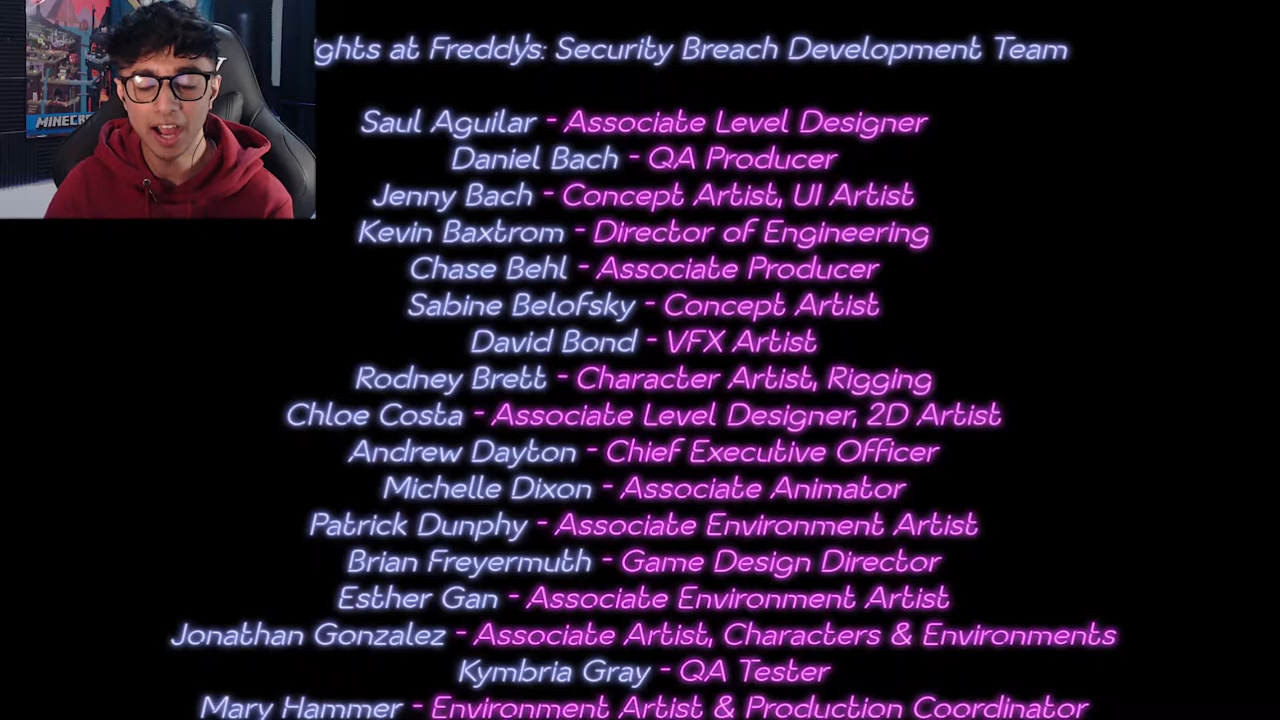 ights at Freddy's: Security Breach Development Team
MINECR
Saul Aguilar - Associate Level Designer
Daniel Bach - QA Producer
Jenny Bach - Concept Artist, UI Artist
Kevin Baxtrom - Director of Engineering
Chase Behl - Associate Producer
Sabine Belofsky - Concept Artist
David Bond - VFX Artist
Rodney Brett - Character Artist, Rigging
Chloe Costa - Associate Level Designer, 2D Artist
Andrew Dayton - Chief Executive Officer
Michelle Dixon - Associate Animator
Patrick Dunphy - Associate Environment Artist
Brian Freyermuth - Game Design Director
Esther Gan - Associate Environment Artist
Jonathan Gonzalez - Associate Artist, Characters & Environments
Kymbria Gray - QA Tester
Mary Hammer - Environment Artist & Production Coordinator